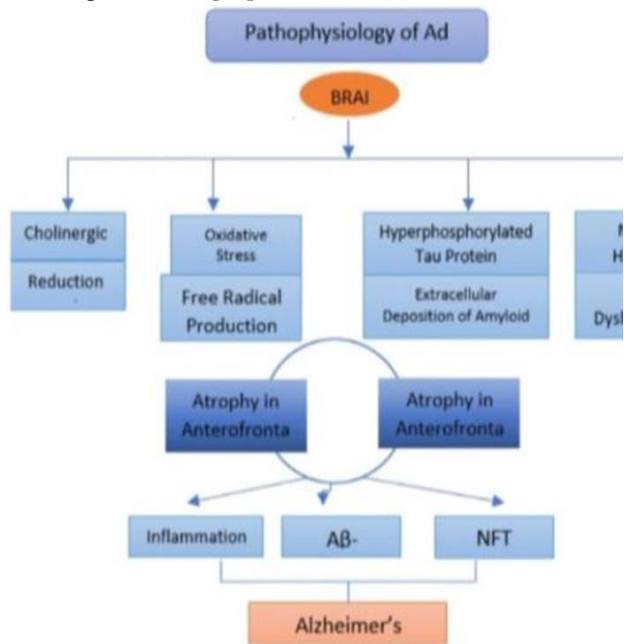 Pathophysiology of Ad
BRAI
Cholinergic
Reduction
Oxidative
Stress
Free Radical
Production
Hyperphosphorylated
Tau Protein
Extracellular
Deposition of Amyloid
Atrophy in
Anterofronta
Atrophy in
Anterofronta
Inflammation
Aβ-
NFT
Alzheimer's